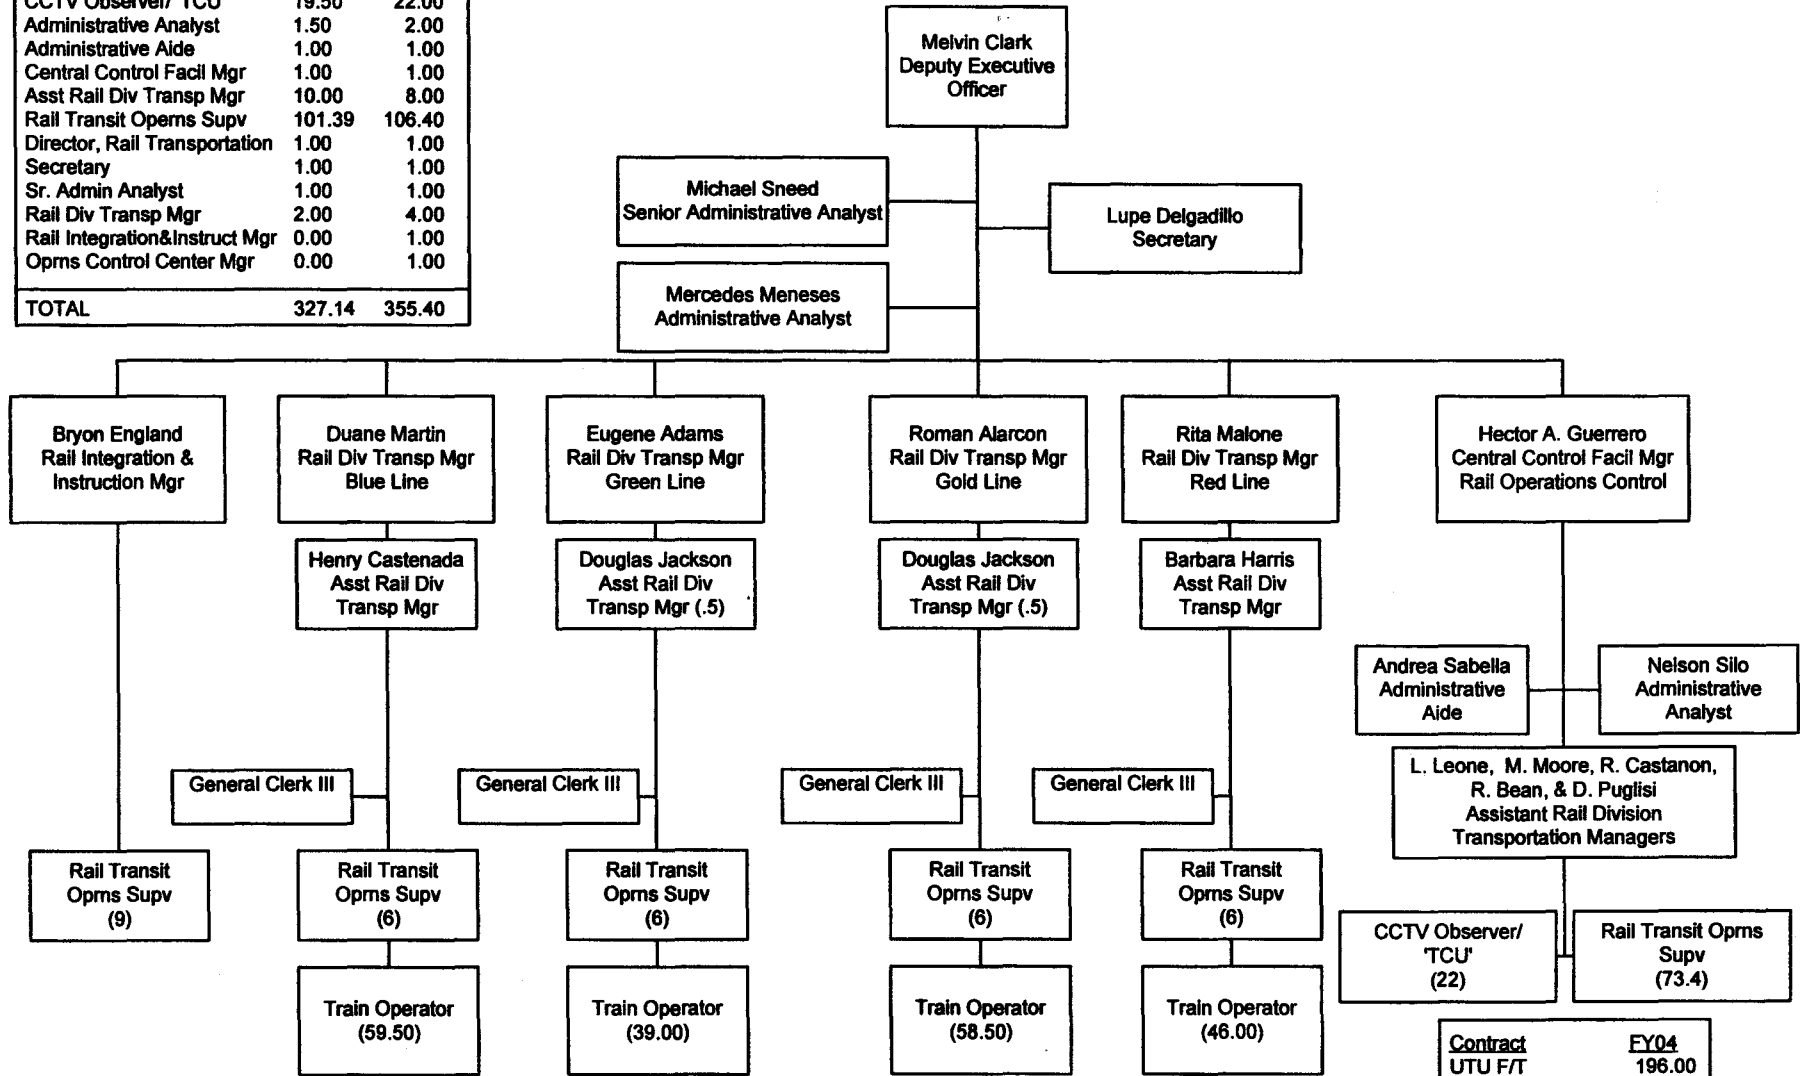 CCTV Observer/ 'TCU' 19.50 22.00
Administrative Analyst 1.50 2.00
Administrative Aide 1.00 1.00
Central Control Facil Mgr 1.00 1.00
Asst Rail Div Transp Mgr 10.00 8.00
Rail Transit Operns Supv 101.39 106.40
Director, Rail Transportation 1.00 1.00
Secretary 1.00 1.00
Sr. Admin Analyst 1.00 1.00
Rail Div Transp Mgr 2.00 4.00
Rail Integration&Instruct Mgr 0.00 1.00
Oprns Control Center Mgr 0.00 1.00
TOTAL 327.14 355.40
Melvin Clark
Deputy Executive
Officer
Michael Sneed
Senior Administrative Analyst
Lupe Delgadillo
Secretary
Mercedes Meneses
Administrative Analyst
Bryon England
Rail Integration &
Instruction Mgr
Duane Martin
Rail Div Transp Mgr
Blue Line
Eugene Adams
Rail Div Transp Mgr
Green Line
Roman Alarcon
Rail Div Transp Mgr
Gold Line
Rita Malone
Rail Div Transp Mgr
Red Line
Hector A. Guerrero
Central Control Facil Mgr
Rail Operations Control
Henry Castenada
Asst Rail Div
Transp Mgr
Douglas Jackson
Asst Rail Div
Transp Mgr (.5)
Douglas Jackson
Asst Rail Div
Transp Mgr (.5)
Barbara Harris
Asst Rail Div
Transp Mgr
Andrea Sabella
Administrative
Aide
Nelson Silo
Administrative
Analyst
General Clerk III
General Clerk III
General Clerk III
General Clerk III
L. Leone, M. Moore, R. Castanon,
R. Bean, & D. Puglisi
Assistant Rail Division
Transportation Managers
Rail Transit
Oprns Supv
(9)
Rail Transit
Oprns Supv
(6)
Rail Transit
Oprns Supv
(6)
Rail Transit
Oprns Supv
(6)
Rail Transit
Oprns Supv
(6)
CCTV Observer/
'TCU'
(22)
Rail Transit Oprns
Supv
(73.4)
Train Operator
(59.50)
Train Operator
(39.00)
Train Operator
(58.50)
Train Operator
(46.00)
Contract FY04
UTU F/T 196.00